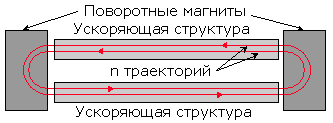 Поворотные магниты
Ускоряющая структура
n траекторий
Ускоряющая структура